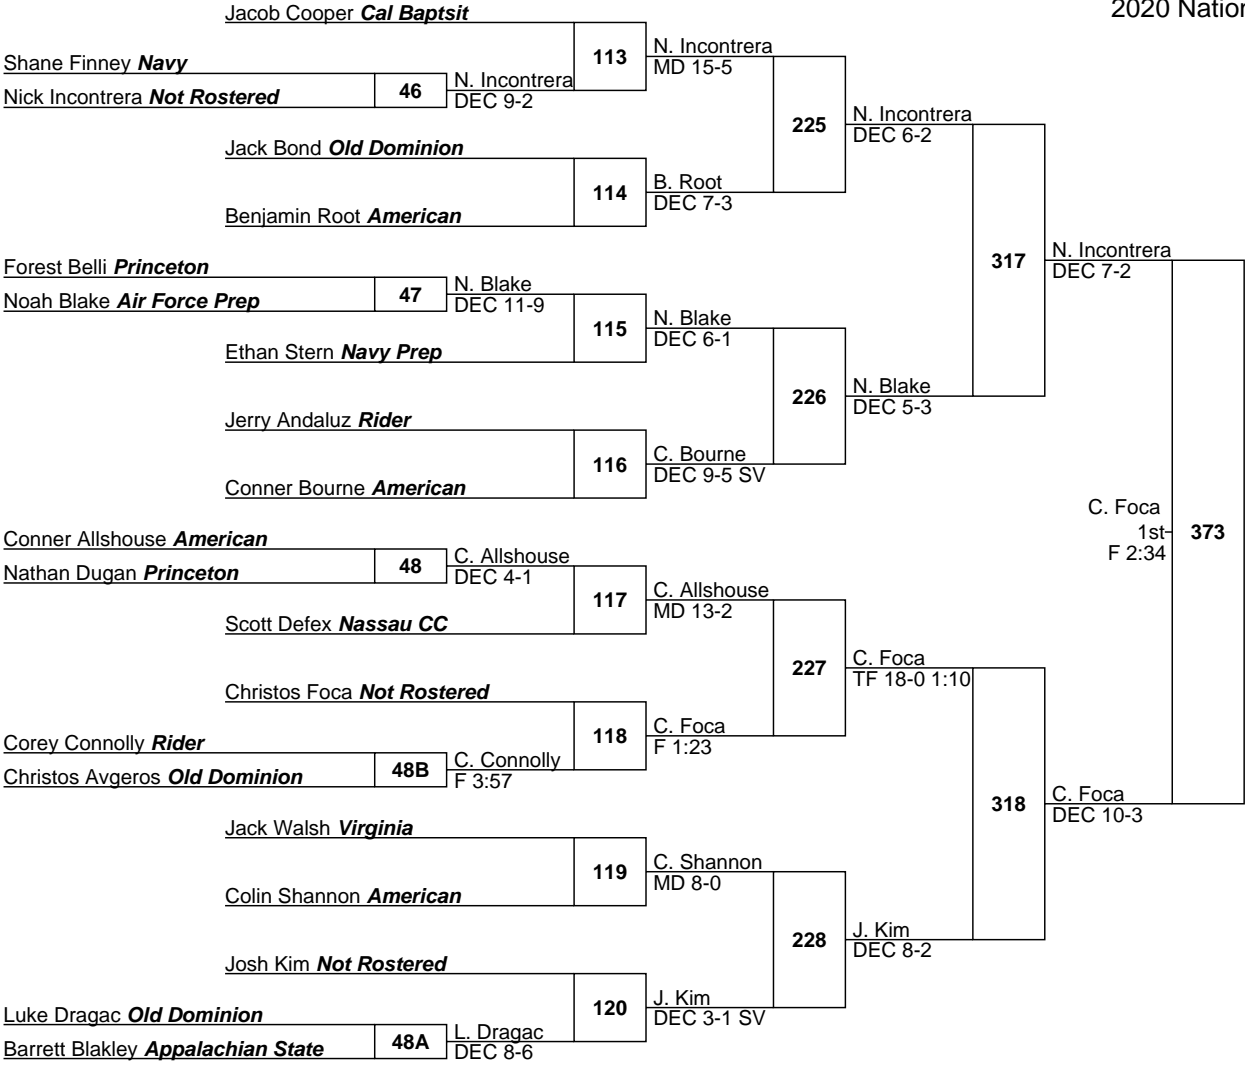 Jacob Cooper Cal Baptsit
2020 Nation
113
N. Incontrera
MD 15-5
Shane Finney Navy
Nick Incontrera Not Rostered
46
N. Incontrera
DEC 9-2
225
N. Incontrera
DEC 6-2
Jack Bond Old Dominion
114
B. Root
DEC 7-3
Benjamin Root American
317
N. Incontrera
DEC 7-2
Forest Belli Princeton
Noah Blake Air Force Prep
47
N. Blake
DEC 11-9
115
N. Blake
DEC 6-1
Ethan Stern Navy Prep
226
N. Blake
DEC 5-3
Jerry Andaluz Rider
116
C. Bourne
DEC 9-5 SV
Conner Bourne American
C. Foca
1st
F 2:34
373
Conner Allshouse American
Nathan Dugan Princeton
48
C. Allshouse
DEC 4-1
117
C. Allshouse
MD 13-2
Scott Defex Nassau CC
227
C. Foca
TF 18-0 1:10
Christos Foca Not Rostered
118
C. Foca
F 1:23
Corey Connolly Rider
Christos Avgeros Old Dominion
48B
C. Connolly
F 3:57
318
C. Foca
DEC 10-3
Jack Walsh Virginia
119
C. Shannon
MD 8-0
Colin Shannon American
228
J. Kim
DEC 8-2
Josh Kim Not Rostered
120
J. Kim
DEC 3-1 SV
Luke Dragac Old Dominion
Barrett Blakley Appalachian State
48A
L. Dragac
DEC 8-6